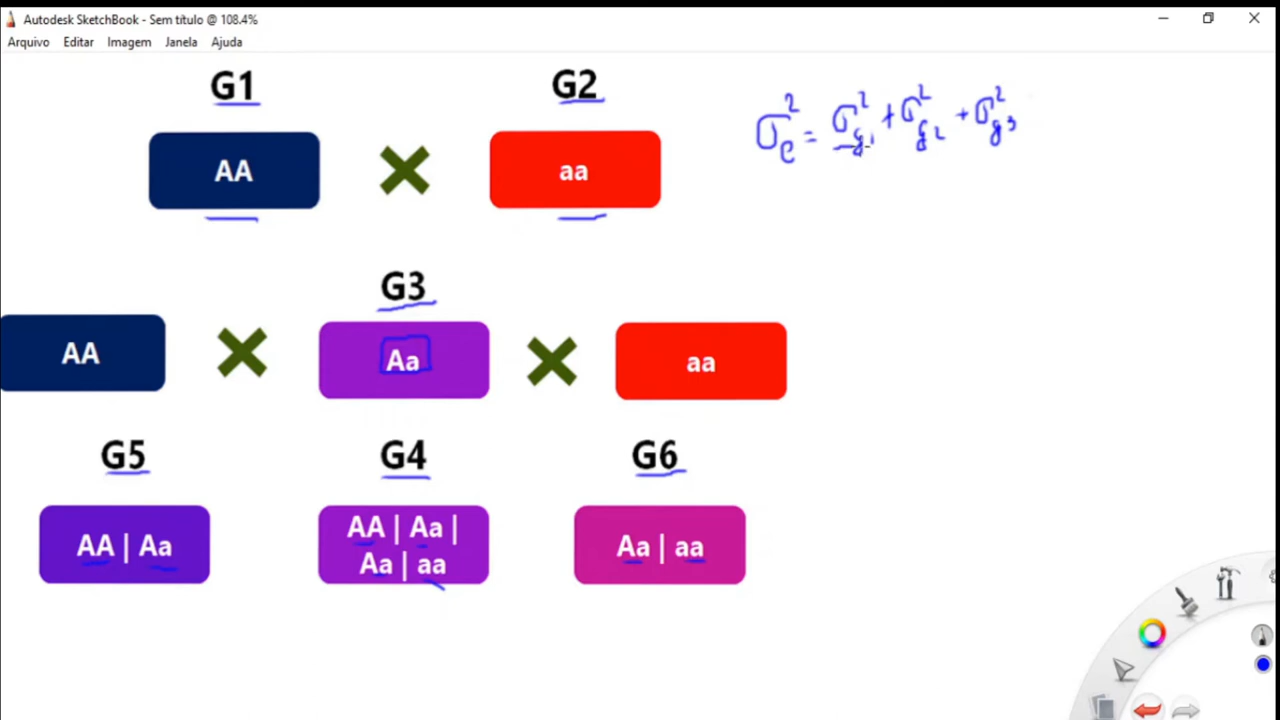 Autodesk SketchBook - Sem título @ 108.4%
Arquivo Editar Imagem Janela Ajuda
G1 G2
AA aa
σ²e = σ²g1 + σ²g2 + σ²g3
G3
AA Aa aa
G5 G4 G6
AA | Aa
AA | Aa |
Aa | aa
Aa | aa